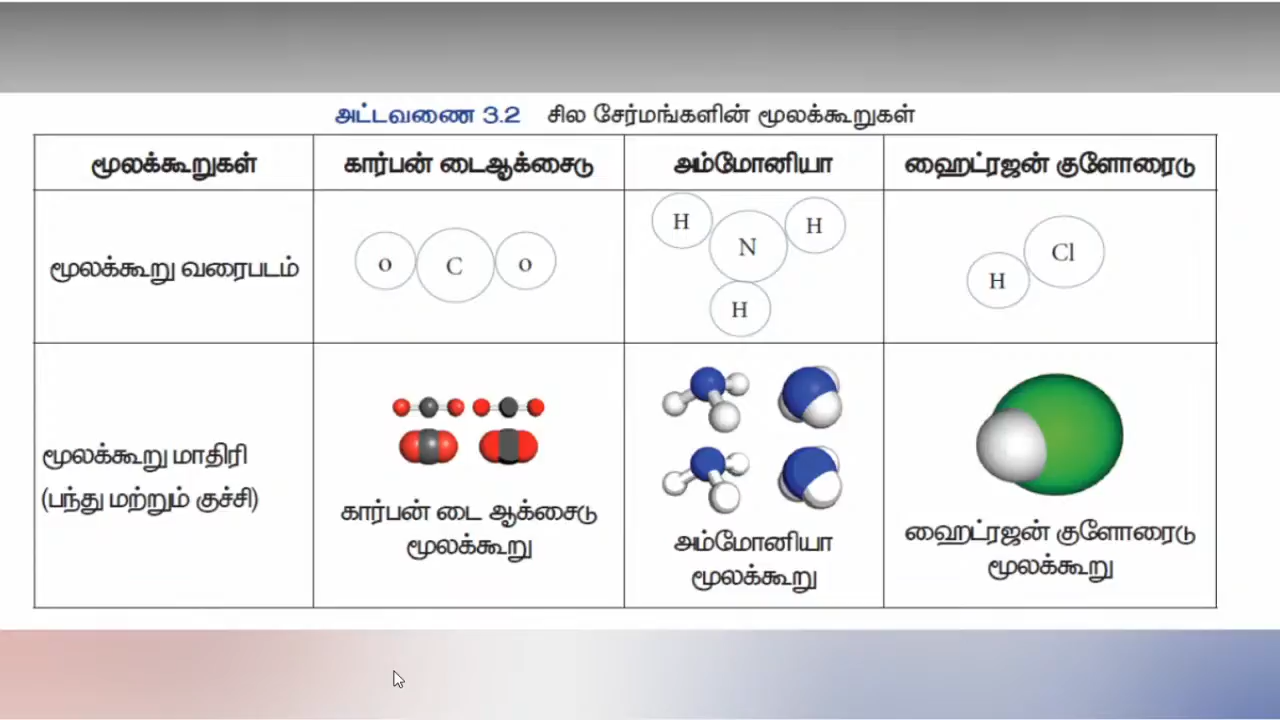 அட்டவணை 3.2 சில சேர்மங்களின் மூலக்கூறுகள்
மூலக்கூறுகள் கார்பன் டைஆக்சைடு அம்மோனியா ஹைட்ரஜன் குளோரைடு
மூலக்கூறு வரைபடம்
o C o
H N H
H
H Cl
மூலக்கூறு மாதிரி
(பந்து மற்றும் குச்சி)
கார்பன் டை ஆக்சைடு
மூலக்கூறு
அம்மோனியா
மூலக்கூறு
ஹைட்ரஜன் குளோரைடு
மூலக்கூறு